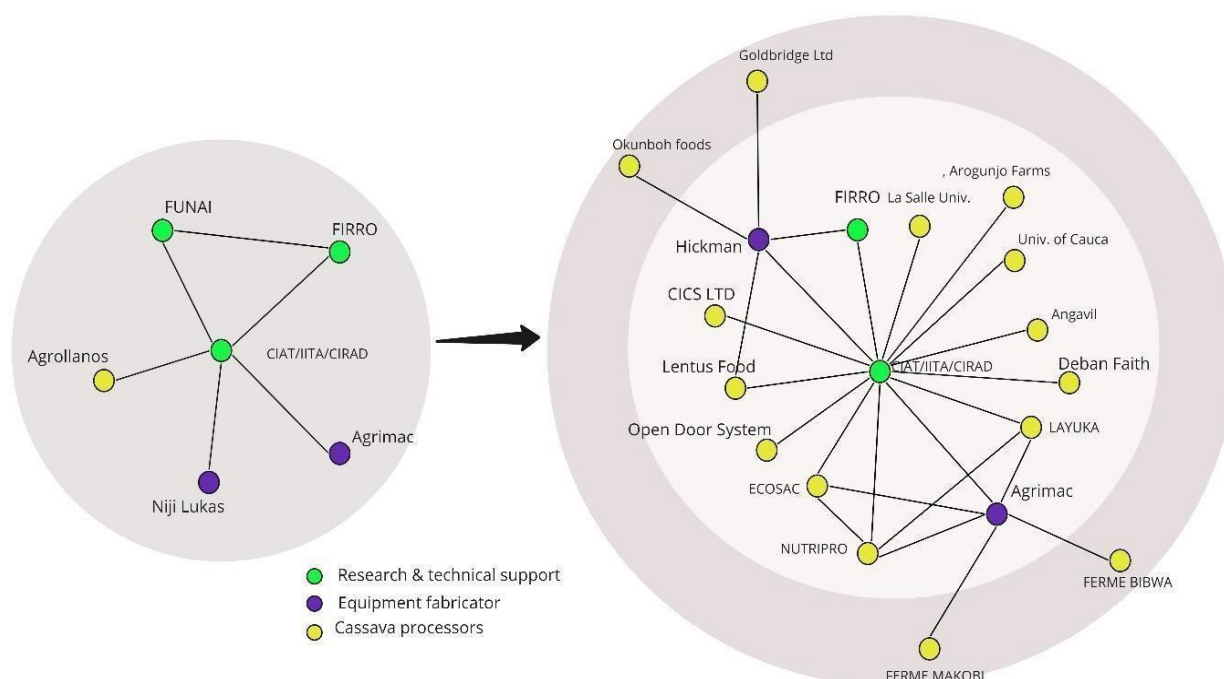 FUNAI
FIRRO
CIAT/IITA/CIRAD
Agrollanos
Agrimac
Niji Lukas
Research & technical support
Equipment fabricator
Cassava processors
Goldbridge Ltd
Okunboh foods
, Arogunjo Farms
FIRRO
La Salle Univ.
Hickman
Univ. of Cauca
CICS LTD
Angavil
Lentus Food
CIAT/IITA/CIRAD
Deban Faith
Open Door System
LAYUKA
ECOSAC
Agrimac
NUTRIPRO
FERME BIBWA
FERME MAKOBI